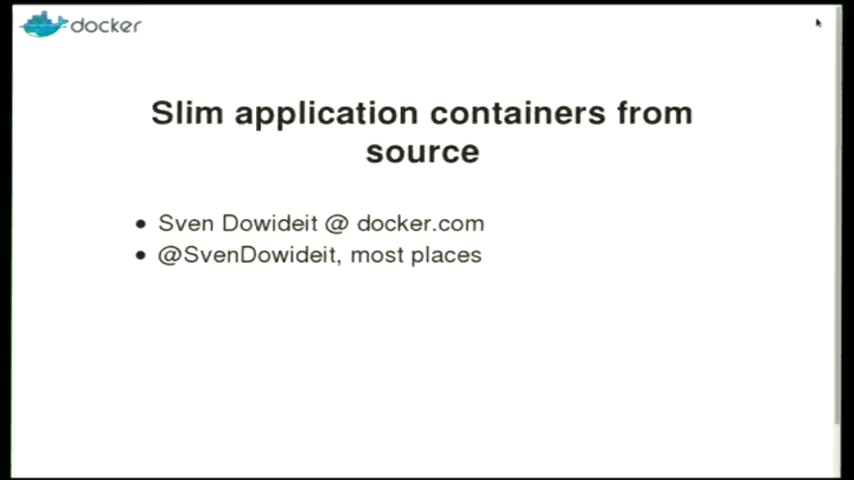 docker
Slim application containers from
source
Sven Dowideit @ docker.com
@SvenDowideit, most places